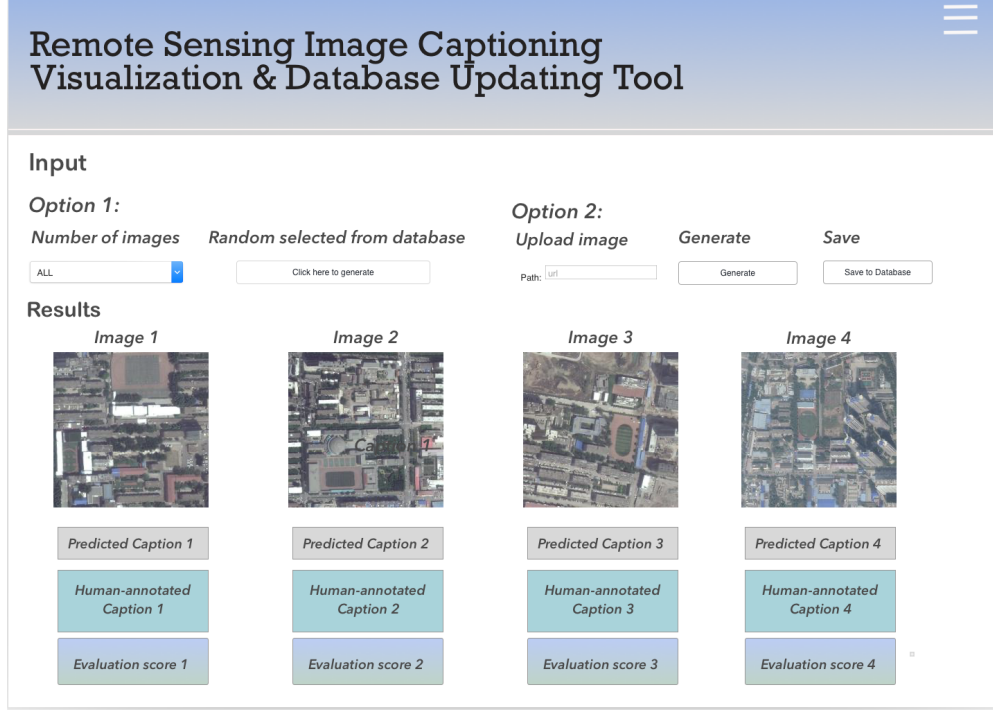 Remote Sensing Image Captioning
Visualization & Database Updating Tool
Input
Option 1:
Number of images
Random selected from database
ALL
Click here to generate
Option 2:
Upload image
Generate
Save
Path:
url
Generate
Save to Database
Results
Image 1
Image 2
Image 3
Image 4
Predicted Caption 1
Predicted Caption 2
Predicted Caption 3
Predicted Caption 4
Human-annotated
Caption 1
Human-annotated
Caption 2
Human-annotated
Caption 3
Human-annotated
Caption 4
Evaluation score 1
Evaluation score 2
Evaluation score 3
Evaluation score 4